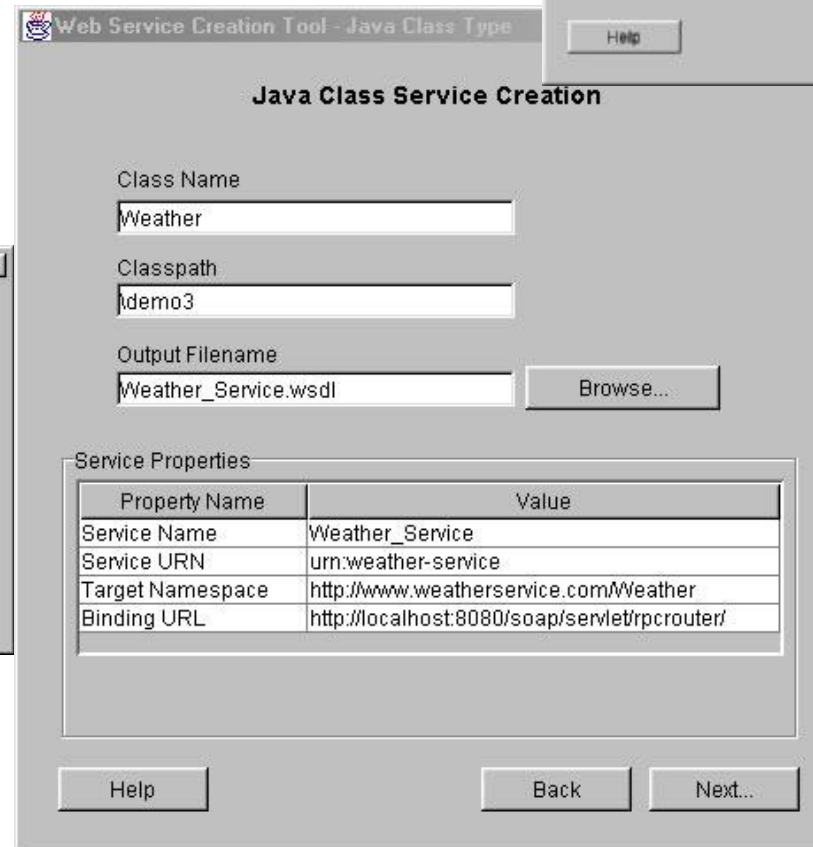 Web Service Creation Tool - Java Class Type
Help
Java Class Service Creation
Class Name
Weather
Classpath
\demo3
Output Filename
Weather_Service.wsdl
Browse...
Service Properties
Property Name Value
Service Name Weather_Service
Service URN urn:weather-service
Target Namespace http://www.weatherservice.com/Weather
Binding URL http://localhost:8080/soap/servlet/rpcrouter/
Help Back Next...